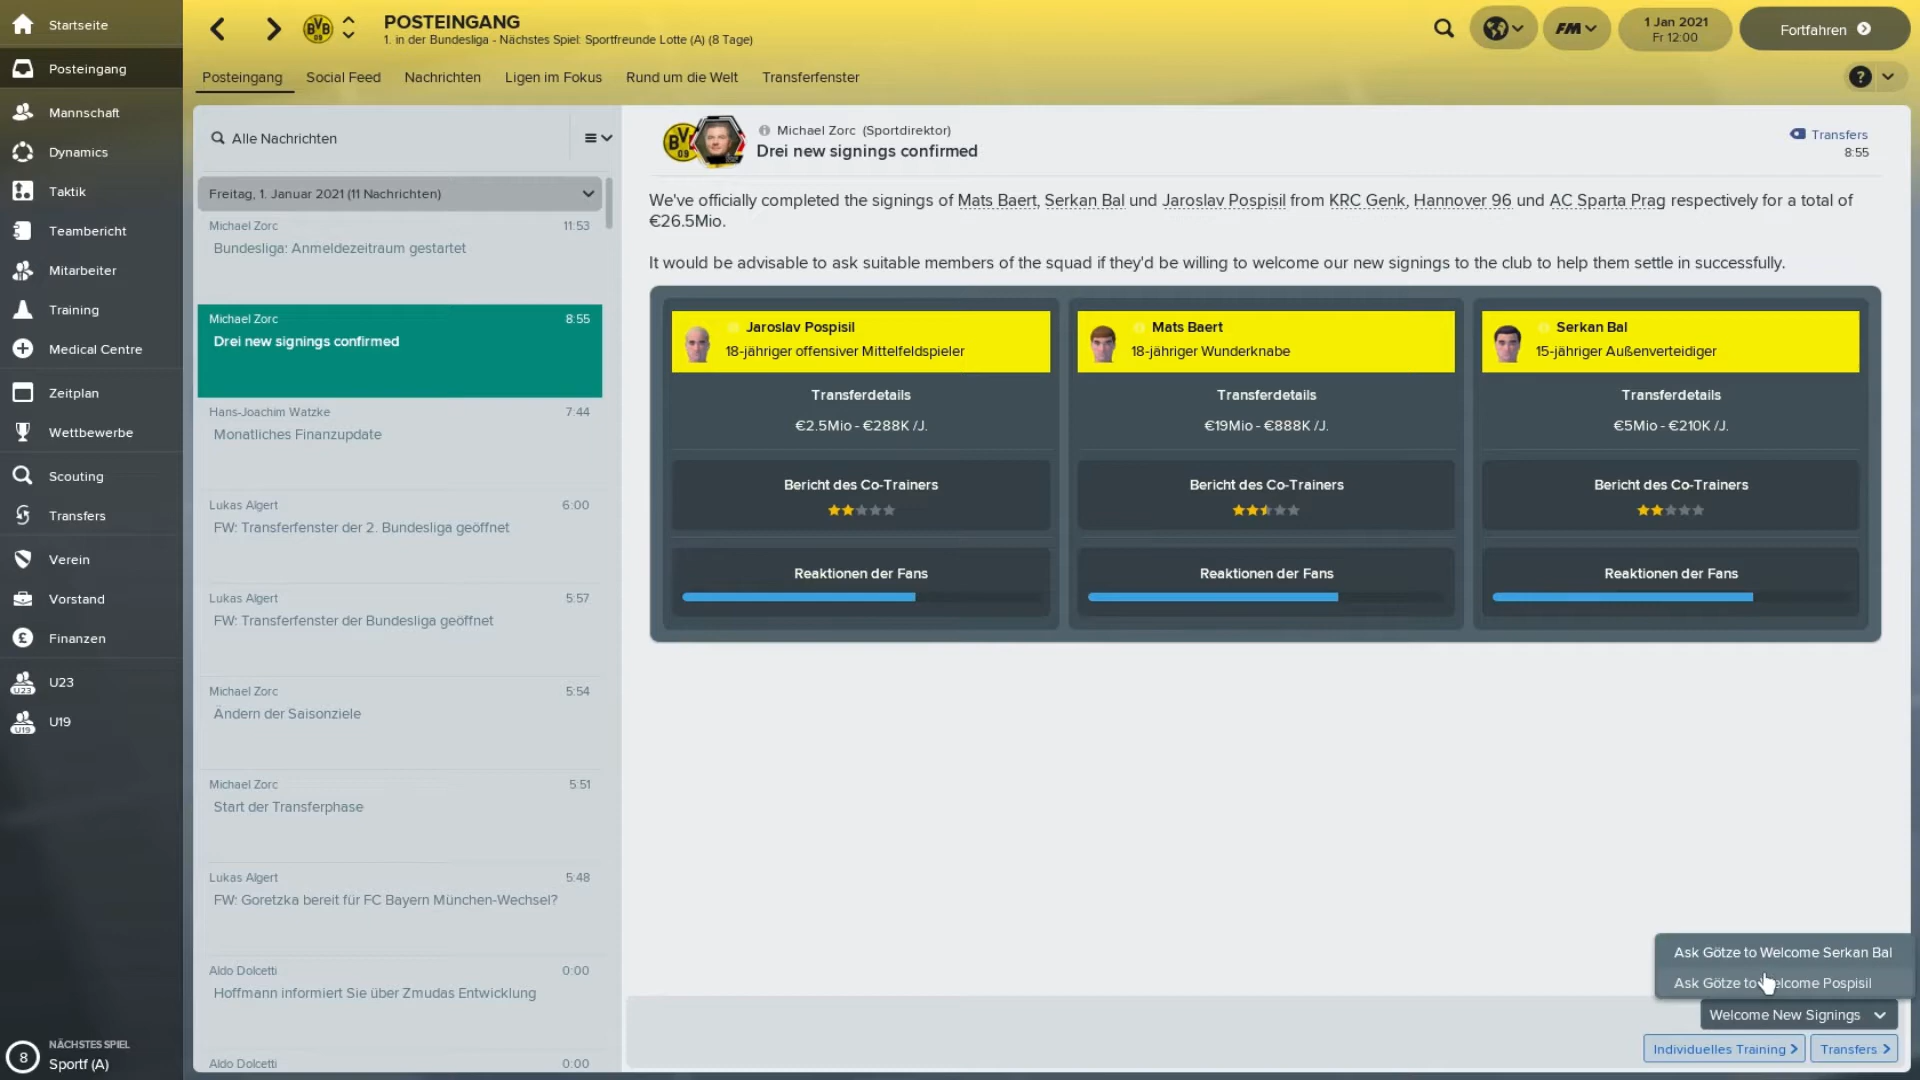 Startseite
Posteingang
Mannschaft
Dynamics
Taktik
Teambericht
Mitarbeiter
Training
Medical Centre
Zeitplan
Wettbewerbe
Scouting
Transfers
Verein
Vorstand
Finanzen
U23
U23
U19
U19
8
NÄCHSTES SPIEL
Sportf (A)
BVB
09
POSTEINGANG
1. in der Bundesliga - Nächstes Spiel: Sportfreunde Lotte (A) (8 Tage)
FM
1 Jan 2021
Fr 12:00
Fortfahren
Posteingang
Social Feed
Nachrichten
Ligen im Fokus
Rund um die Welt
Transferfenster
?
Alle Nachrichten
Freitag, 1. Januar 2021 (11 Nachrichten)
Michael Zorc 11:53
Bundesliga: Anmeldezeitraum gestartet
Michael Zorc 8:55
Drei new signings confirmed
Hans-Joachim Watzke 7:44
Monatliches Finanzupdate
Lukas Algert 6:00
FW: Transferfenster der 2. Bundesliga geöffnet
Lukas Algert 5:57
FW: Transferfenster der Bundesliga geöffnet
Michael Zorc 5:54
Ändern der Saisonziele
Michael Zorc 5:51
Start der Transferphase
Lukas Algert 5:48
FW: Goretzka bereit für FC Bayern München-Wechsel?
Aldo Dolcetti 0:00
Hoffmann informiert Sie über Zmudas Entwicklung
Aldo Dolcetti 0:00
BVB
09
Michael Zorc (Sportdirektor)
Drei new signings confirmed
Transfers
8:55
We've officially completed the signings of Mats Baert, Serkan Bal und Jaroslav Pospisil from KRC Genk, Hannover 96 und AC Sparta Prag respectively for a total of
€26.5Mio.
It would be advisable to ask suitable members of the squad if they'd be willing to welcome our new signings to the club to help them settle in successfully.
Jaroslav Pospisil
18-jähriger offensiver Mittelfeldspieler
Transferdetails
€2.5Mio - €288K /J.
Bericht des Co-Trainers
Reaktionen der Fans
Mats Baert
18-jähriger Wunderknabe
Transferdetails
€19Mio - €888K /J.
Bericht des Co-Trainers
Reaktionen der Fans
Serkan Bal
15-jähriger Außenverteidiger
Transferdetails
€5Mio - €210K /J.
Bericht des Co-Trainers
Reaktionen der Fans
Ask Götze to Welcome Serkan Bal
Ask Götze to Welcome Pospisil
Welcome New Signings
Individuelles Training
Transfers